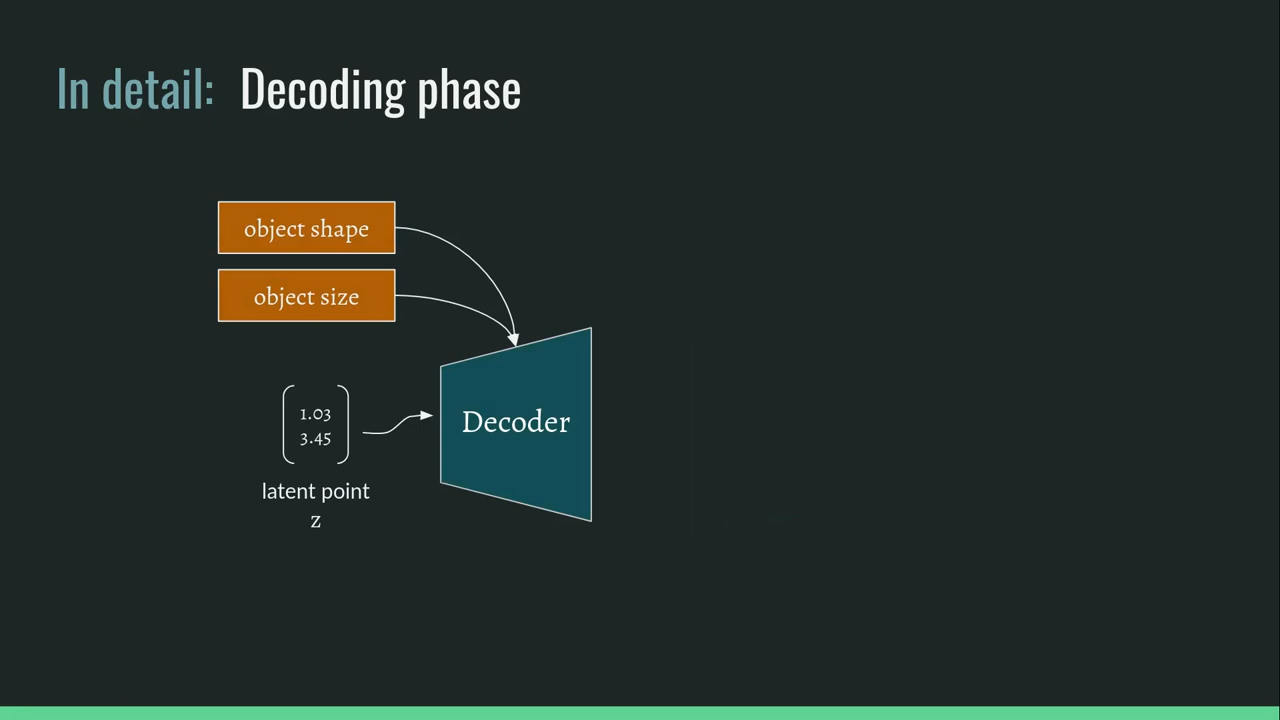 In detail: Decoding phase
object shape
object size
1.03
3.45
Decoder
latent point
z